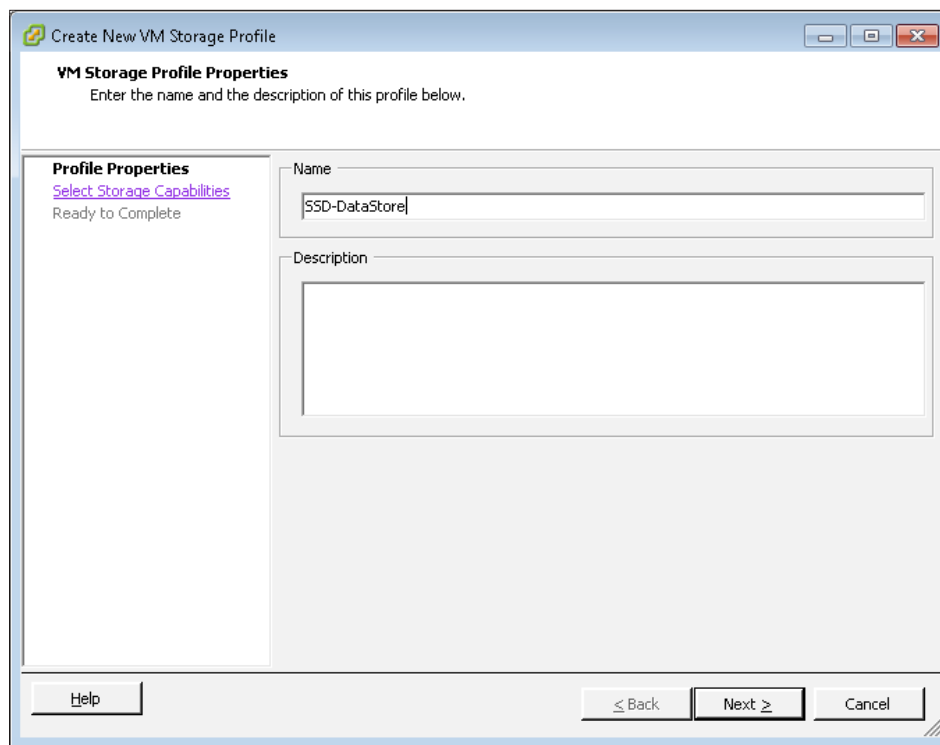 Create New VM Storage Profile
VM Storage Profile Properties
Enter the name and the description of this profile below.
Profile Properties
Select Storage Capabilities
Ready to Complete
Name
SSD-DataStore
Description
Help
< Back
Next >
Cancel